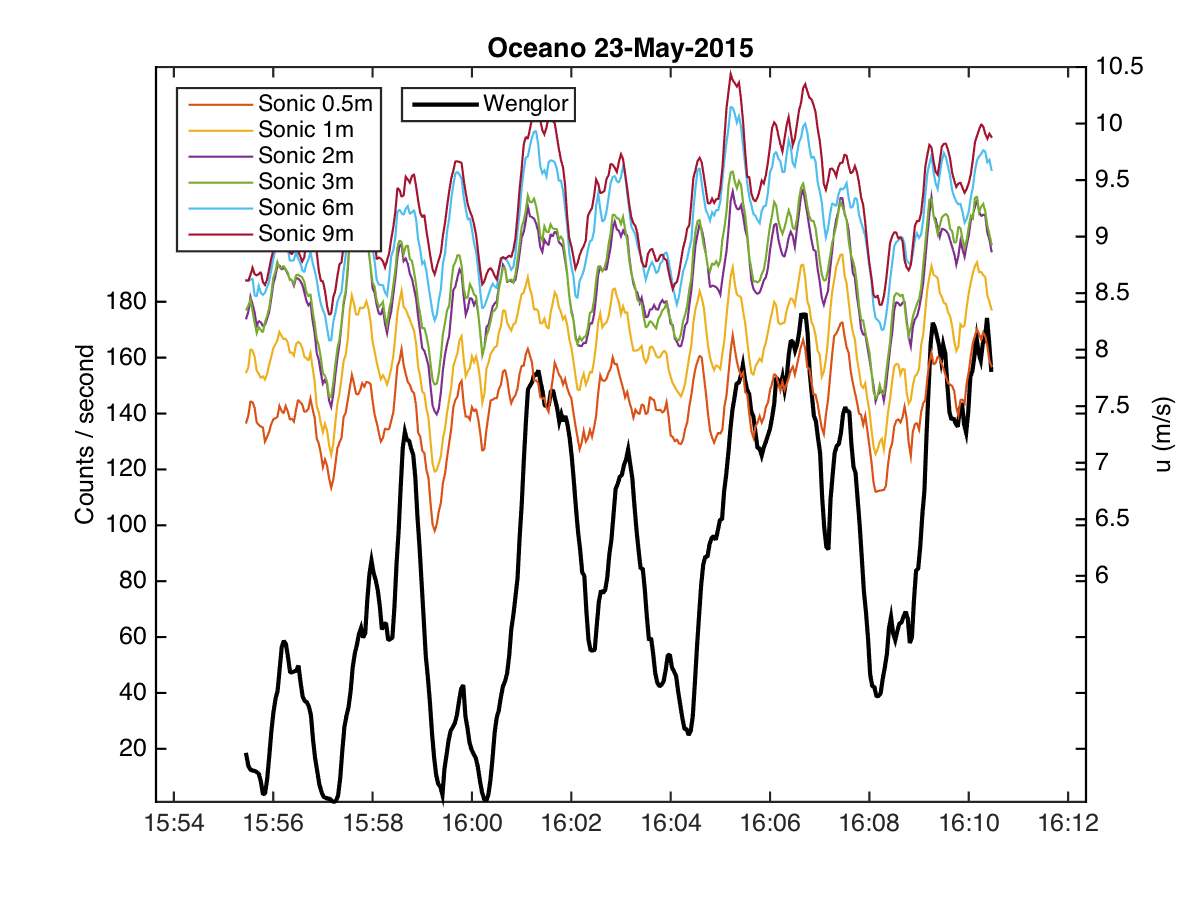 Oceano 23-May-2015
Sonic 0.5m
Sonic 1m
Sonic 2m
Sonic 3m
Sonic 6m
Sonic 9m
Wenglor
Counts / second
180
160
140
120
100
80
60
40
20
10.5
10
9.5
9
8.5
8
7.5
7
6.5
6
u (m/s)
15:54 15:56 15:58 16:00 16:02 16:04 16:06 16:08 16:10 16:12